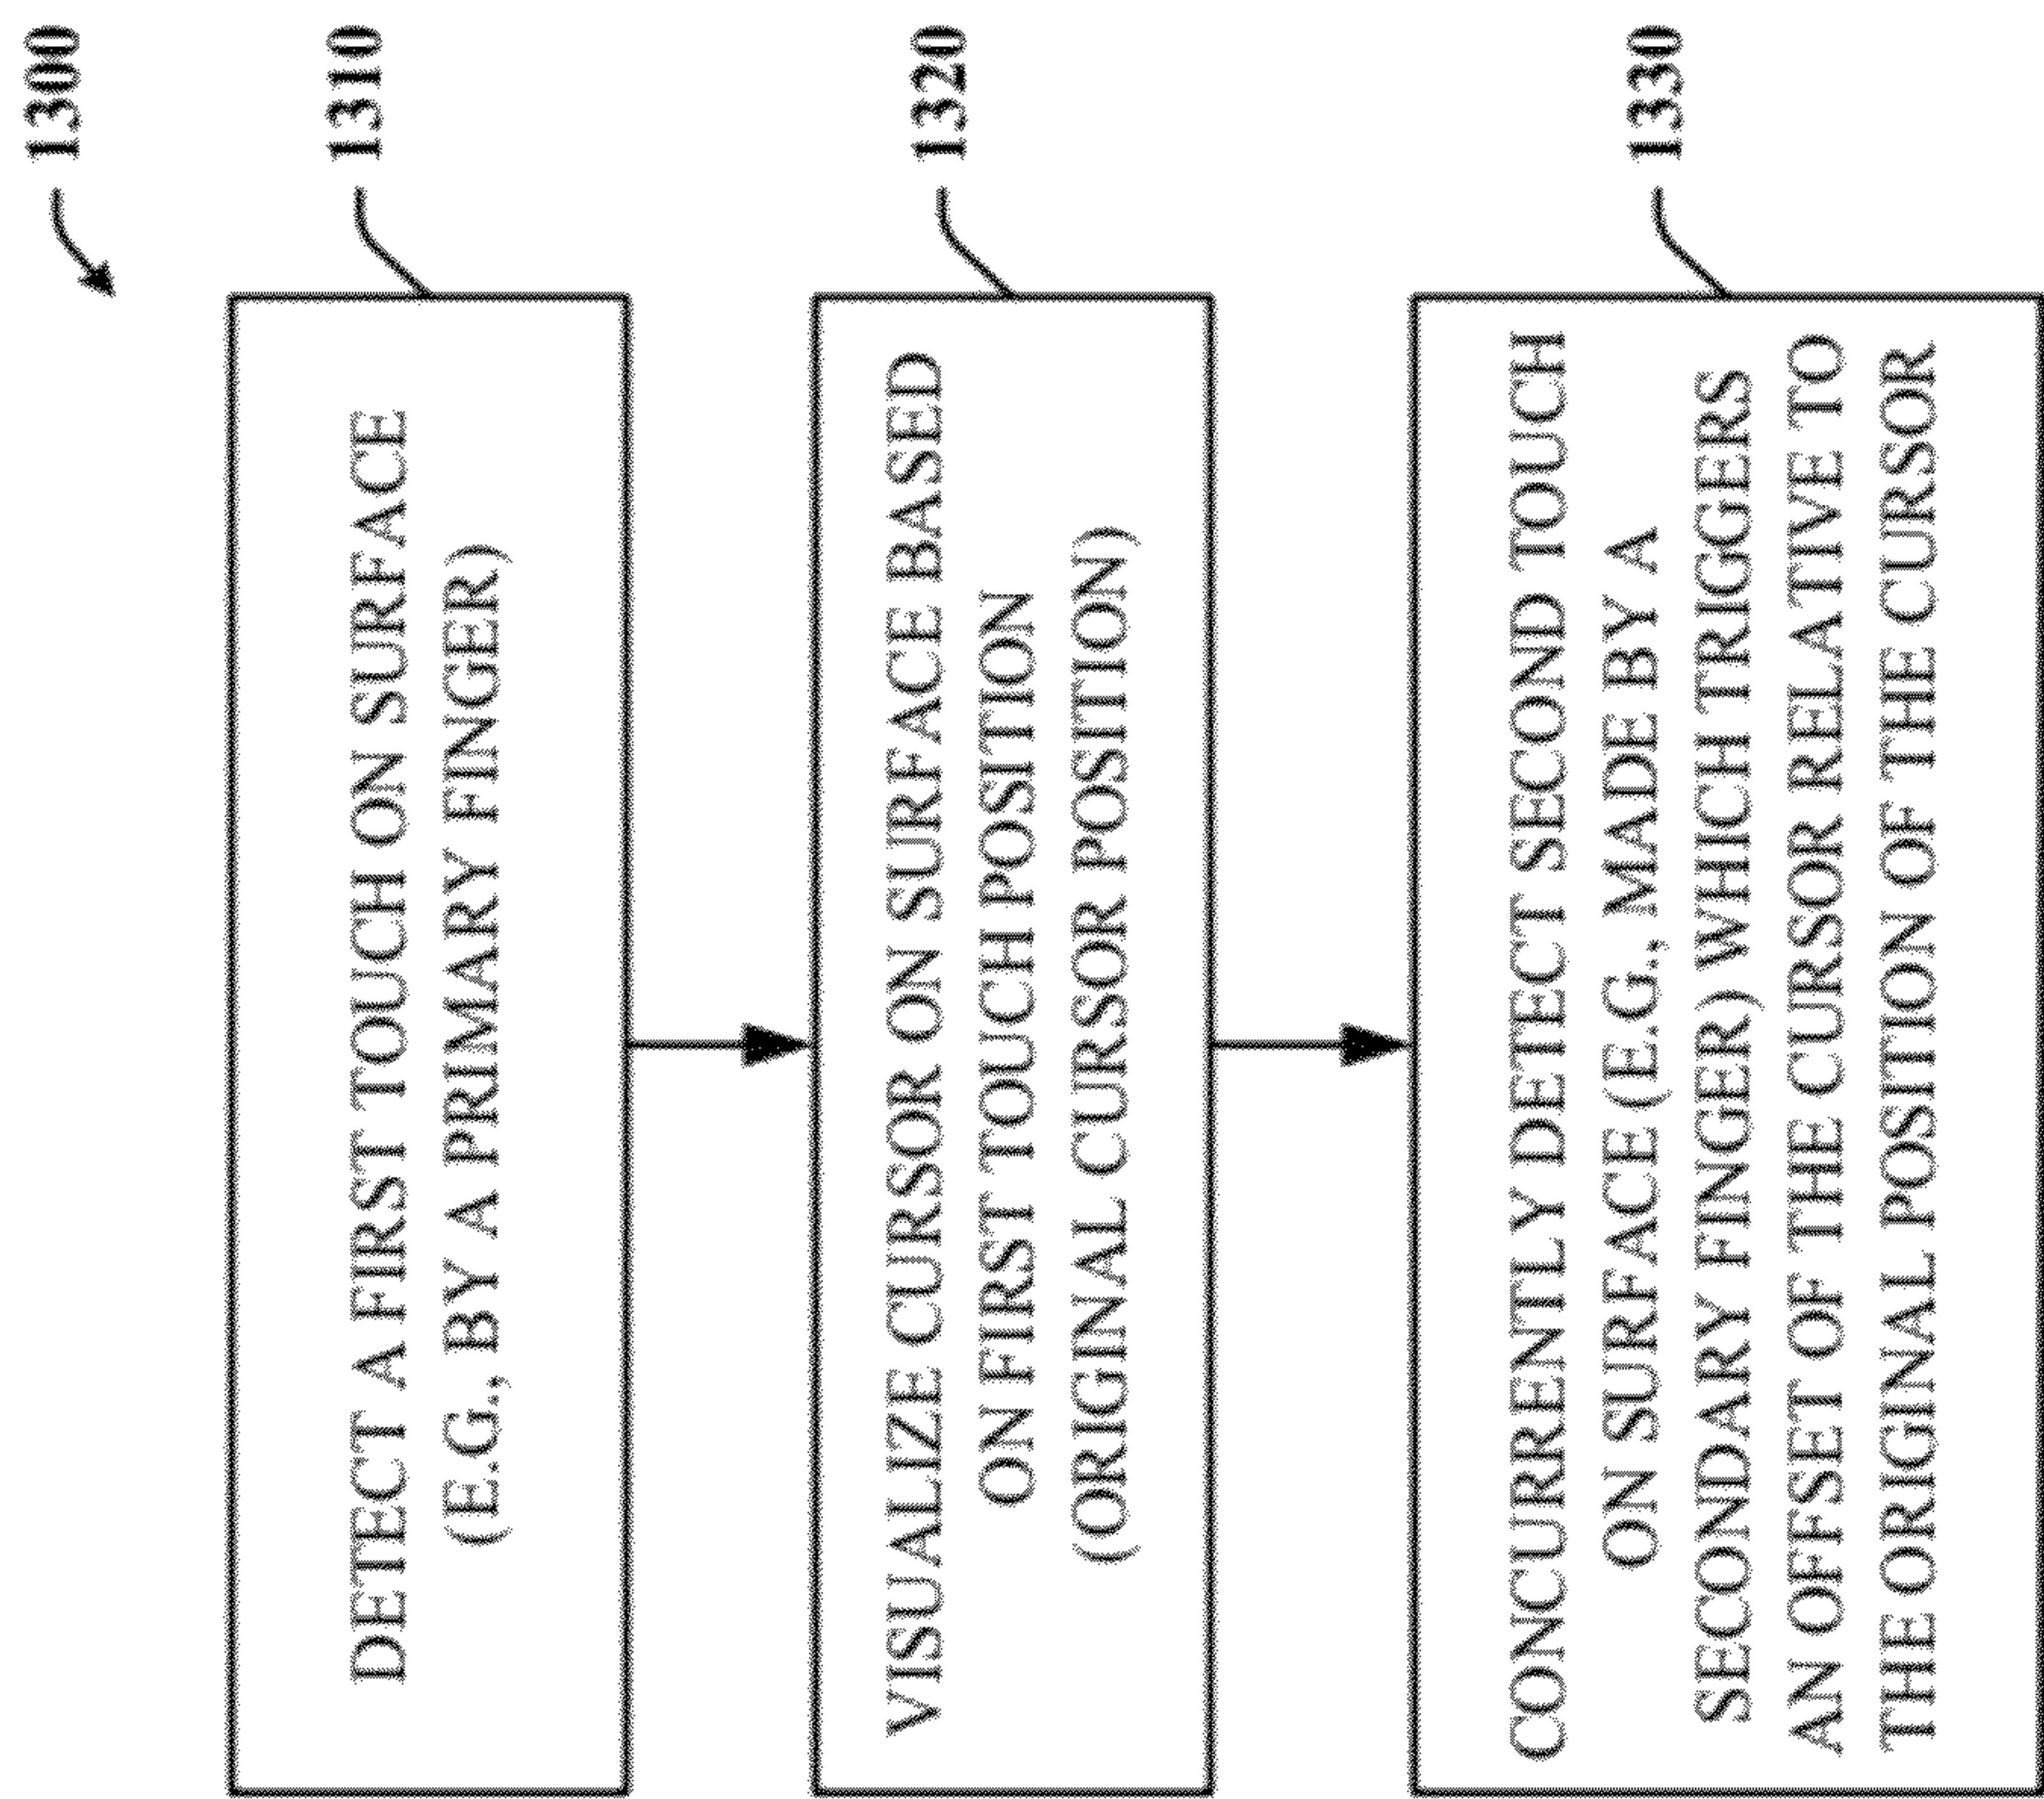 1300
1310
DETECT A FIRST TOUCH ON SURFACE
(E.G., BY A PRIMARY FINGER)
1320
VISUALIZE CURSOR ON SURFACE BASED
ON FIRST TOUCH POSITION
(ORIGINAL CURSOR POSITION)
1330
CONCURRENTLY DETECT SECOND TOUCH
ON SURFACE (E.G., MADE BY A
SECONDARY FINGER) WHICH TRIGGERS
AN OFFSET OF THE CURSOR RELATIVE TO
THE ORIGINAL POSITION OF THE CURSOR